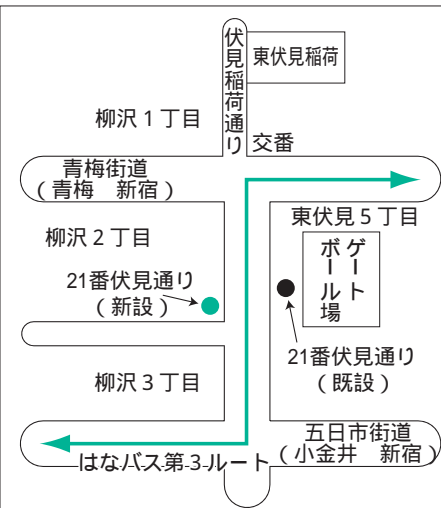 伏見稲荷通り
東伏見稲荷
柳沢1丁目
交番
青梅街道
(青梅 新宿)
東伏見5丁目
柳沢2丁目
ゲート
ボール場
21番伏見通り
(新設)
21番伏見通り
(既設)
柳沢3丁目
五日市街道
(小金井 新宿)
はなバス第3ルート